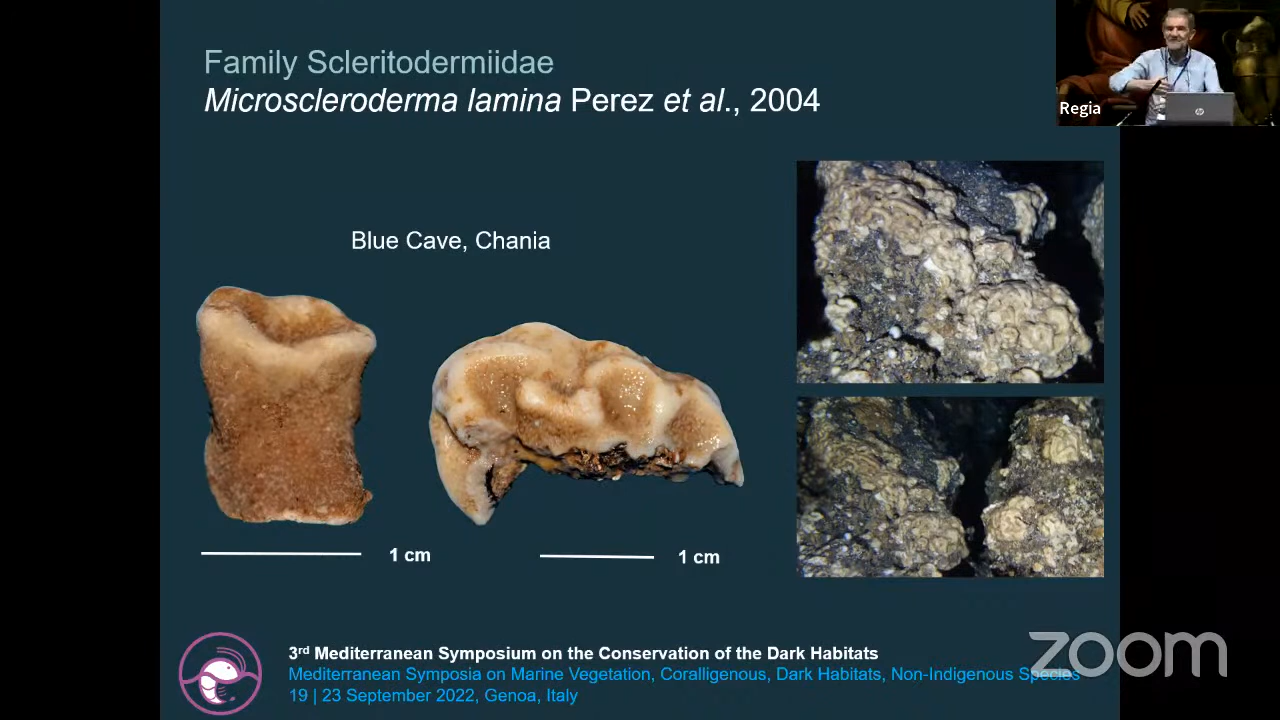 Family Scleritodermiidae
Microscleroderma lamina Perez et al., 2004
Regia
hp
Blue Cave, Chania
1 cm
1 cm
3rd Mediterranean Symposium on the Conservation of the Dark Habitats
Mediterranean Symposia on Marine Vegetation, Coralligenous, Dark Habitats, Non-Indigenous Species
19 | 23 September 2022, Genoa, Italy
zoom